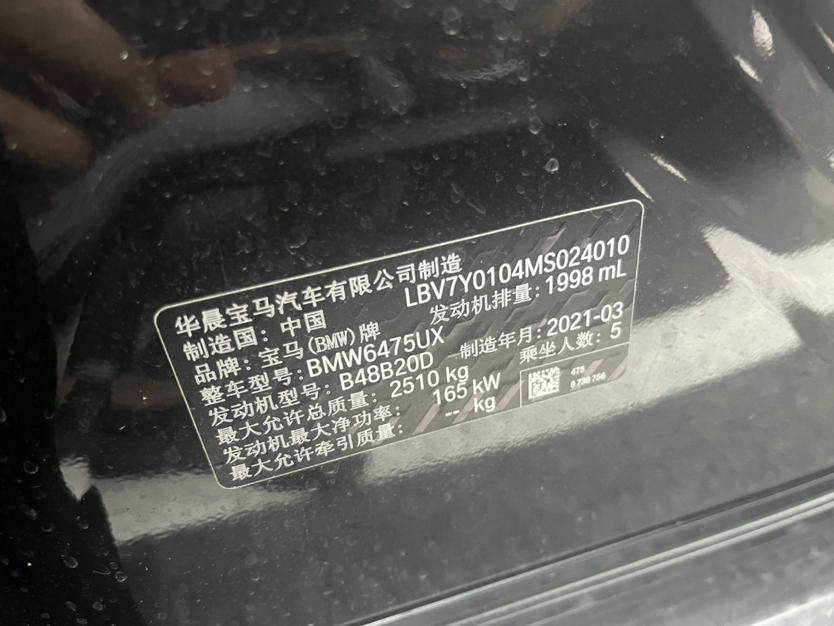 华晨宝马汽车有限公司制造
制造国：中国 LBV7Y0104MS024010
品牌：宝马(BMW)牌 发动机排量：1998 mL
整车型号：BMW6475UX
发动机型号：B48B20D 制造年月：2021-03
最大允许总质量：2510 kg 乘坐人数：5
发动机最大净功率：165 kW
最大允许牵引质量：-- kg
475
8 736 756